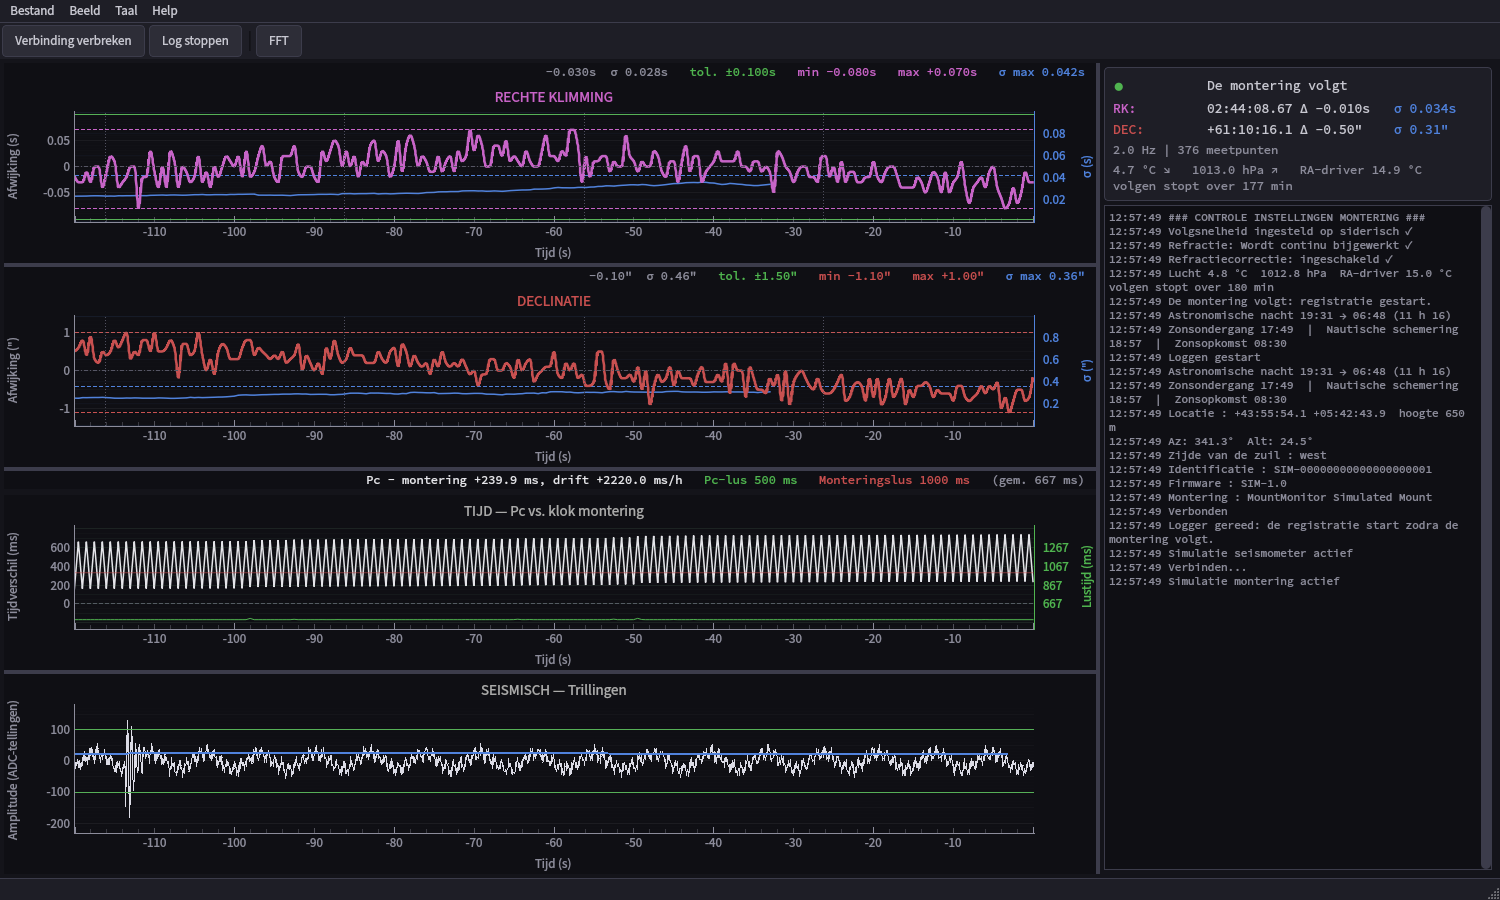 Bestand Beeld Taal Help
Verbinding verbreken Log stoppen FFT
−0.030s σ 0.028s tol. ±0.100s min −0.080s max +0.070s σ max 0.042s
RECHTE KLIMMING
Afwijking (s)
0.05
0
-0.05
0.08
0.06
0.04
0.02
σ (s)
-110 -100 -90 -80 -70 -60 -50 -40 -30 -20 -10
Tijd (s)
−0.10" σ 0.46" tol. ±1.50" min −1.10" max +1.00" σ max 0.36"
DECLINATIE
Afwijking (")
1
0
-1
0.8
0.6
0.4
0.2
σ (")
-110 -100 -90 -80 -70 -60 -50 -40 -30 -20 -10
Tijd (s)
Pc − montering +239.9 ms, drift +2220.0 ms/h Pc-lus 500 ms Monteringslus 1000 ms (gem. 667 ms)
TIJD — Pc vs. klok montering
Tijdverschil (ms)
600
400
200
0
1267
1067
867
667
Lustijd (ms)
-110 -100 -90 -80 -70 -60 -50 -40 -30 -20 -10
Tijd (s)
SEISMISCH — Trillingen
Amplitude (ADC-tellingen)
100
0
-100
-200
-110 -100 -90 -80 -70 -60 -50 -40 -30 -20 -10
Tijd (s)
De montering volgt
RK: 02:44:08.67 Δ −0.010s σ 0.034s
DEC: +61:10:16.1 Δ −0.50" σ 0.31"
2.0 Hz | 376 meetpunten
4.7 °C ↘ 1013.0 hPa ↗ RA-driver 14.9 °C
volgen stopt over 177 min
12:57:49 ### CONTROLE INSTELLINGEN MONTERING ###
12:57:49 Volgsnelheid ingesteld op siderisch ✓
12:57:49 Refractie: Wordt continu bijgewerkt ✓
12:57:49 Refractiecorrectie: ingeschakeld ✓
12:57:49 Lucht 4.8 °C 1012.8 hPa RA-driver 15.0 °C
volgen stopt over 180 min
12:57:49 De montering volgt: registratie gestart.
12:57:49 Astronomische nacht 19:31 → 06:48 (11 h 16)
12:57:49 Zonsondergang 17:49 | Nautische schemering
18:57 | Zonsopkomst 08:30
12:57:49 Loggen gestart
12:57:49 Astronomische nacht 19:31 → 06:48 (11 h 16)
12:57:49 Zonsondergang 17:49 | Nautische schemering
18:57 | Zonsopkomst 08:30
12:57:49 Locatie : +43:55:54.1 +05:42:43.9 hoogte 650
m
12:57:49 Az: 341.3° Alt: 24.5°
12:57:49 Zijde van de zuil : west
12:57:49 Identificatie : SIM-00000000000000000001
12:57:49 Firmware : SIM-1.0
12:57:49 Montering : MountMonitor Simulated Mount
12:57:49 Verbonden
12:57:49 Logger gereed: de registratie start zodra de
montering volgt.
12:57:49 Simulatie seismometer actief
12:57:49 Verbinden...
12:57:49 Simulatie montering actief